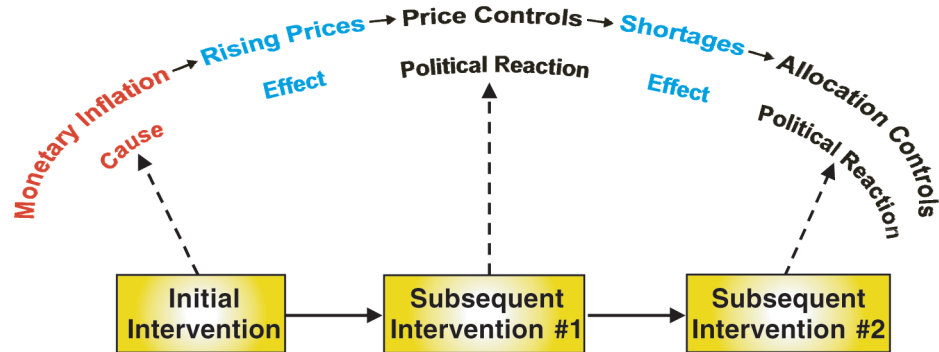 Monetary Inflation
Rising Prices
Price Controls
Shortages
Allocation Controls
Cause
Effect
Political Reaction
Effect
Political Reaction
Initial
Intervention
Subsequent
Intervention #1
Subsequent
Intervention #2